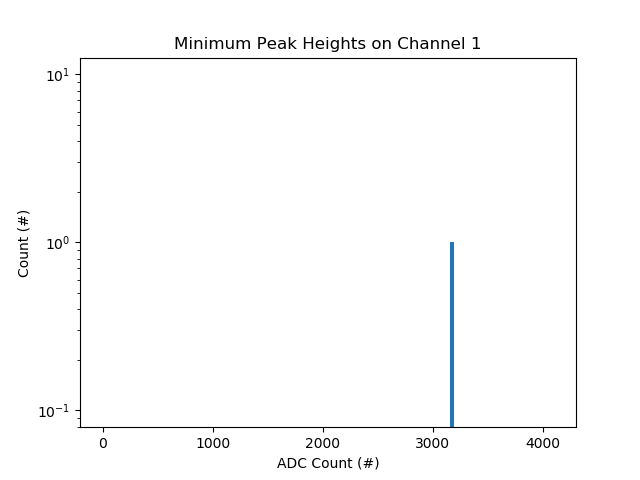 Minimum Peak Heights on Channel 1
10¹
10⁰
10⁻¹
Count (#)
0 1000 2000 3000 4000
ADC Count (#)